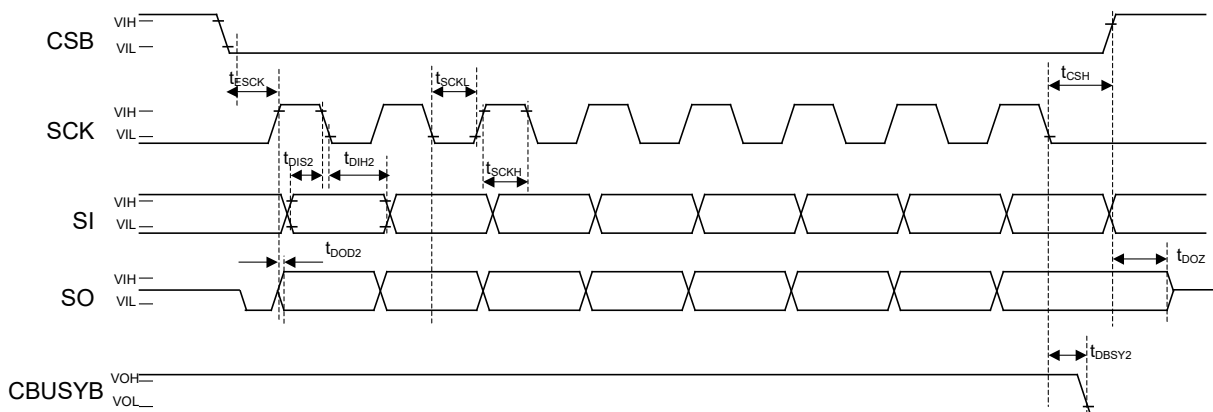 CSB
VIH
VIL
tESCK
tSCKL
tCSH
SCK
VIH
VIL
tDIS2
tDIH2
tSCKH
SI
VIH
VIL
tDOD2
tDOZ
SO
VIH
VIL
tDBSY2
CBUSYB
VOH
VOL